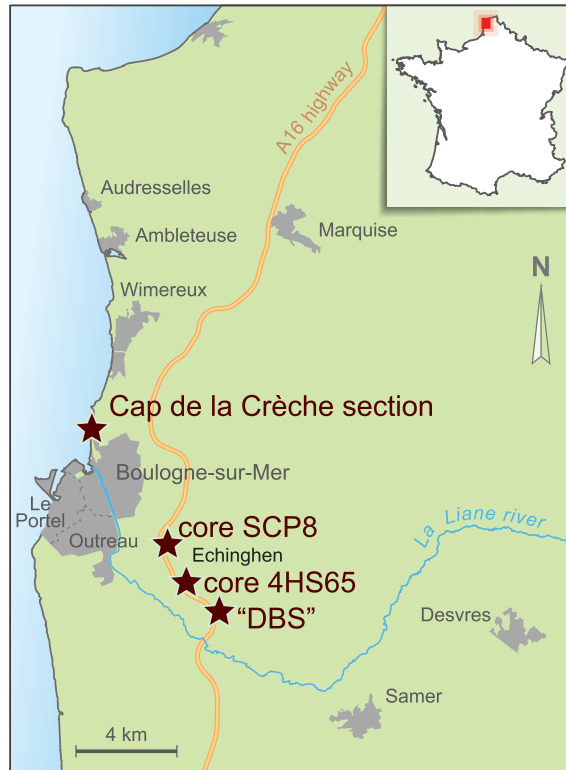 A16 highway
Audresselles
Ambleteuse
Marquise
N
Wimereux
Cap de la Crèche section
Boulogne-sur-Mer
Le
Portel
Outreau
core SCP8
Echinghen
La Liane river
core 4HS65
"DBS"
Desvres
Samer
4 km